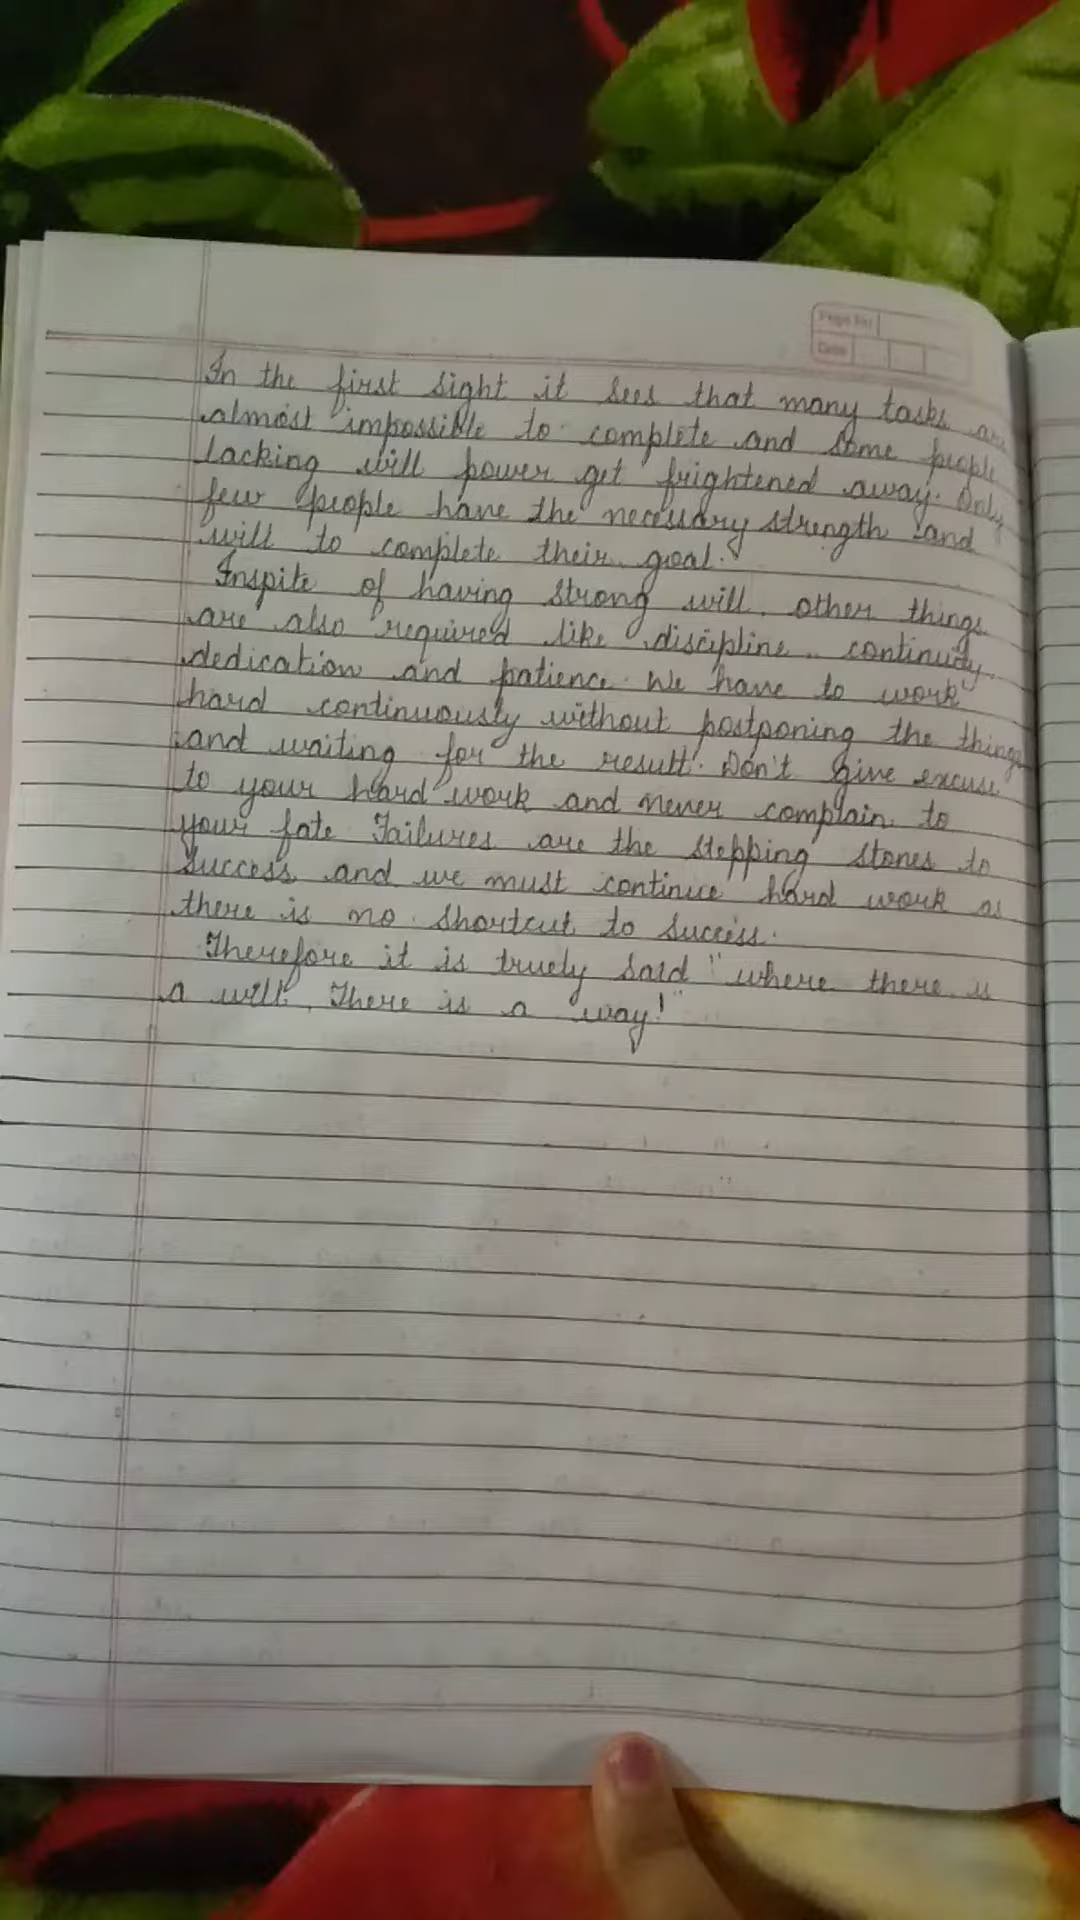 Page No:
Date
In the first sight it sees that many tasks are
almost impossible to complete and some people
lacking will power get frightened away. Only
few people have the necessary strength and
will to complete their goal.
Inspite of having strong will, other things
are also required like discipline, continuity,
dedication and patience. We have to work
hard continuously without postponing the things
and waiting for the result. Don't give excuse
to your hard work and never complain to
your fate. Failures are the stepping stones to
success and we must continue hard work as
there is no shortcut to success.
Therefore it is truely said "where there is
a will, There is a way!"